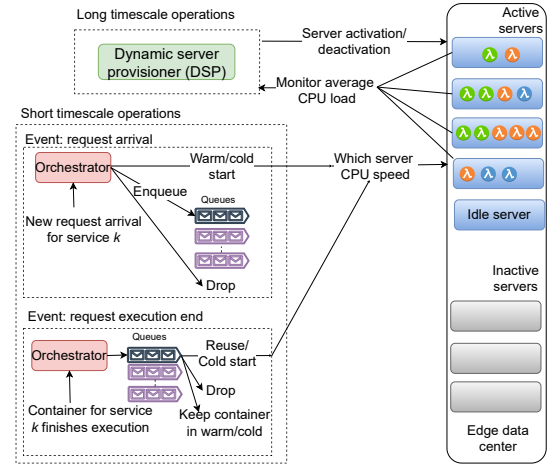 Long timescale operations
Dynamic server
provisioner (DSP)
Server activation/
deactivation
Monitor average
CPU load
Active
servers
λ λ
λ λ λ λ
λ λ λ λ λ
λ λ λ
Idle server
Inactive
servers
Edge data
center
Short timescale operations
Event: request arrival
Orchestrator
Warm/cold
start
Which server
CPU speed
Enqueue
Queues
New request arrival
for service k
Drop
Event: request execution end
Queues
Orchestrator
Reuse/
Cold start
Drop
Container for service
k finishes execution
Keep container
in warm/cold